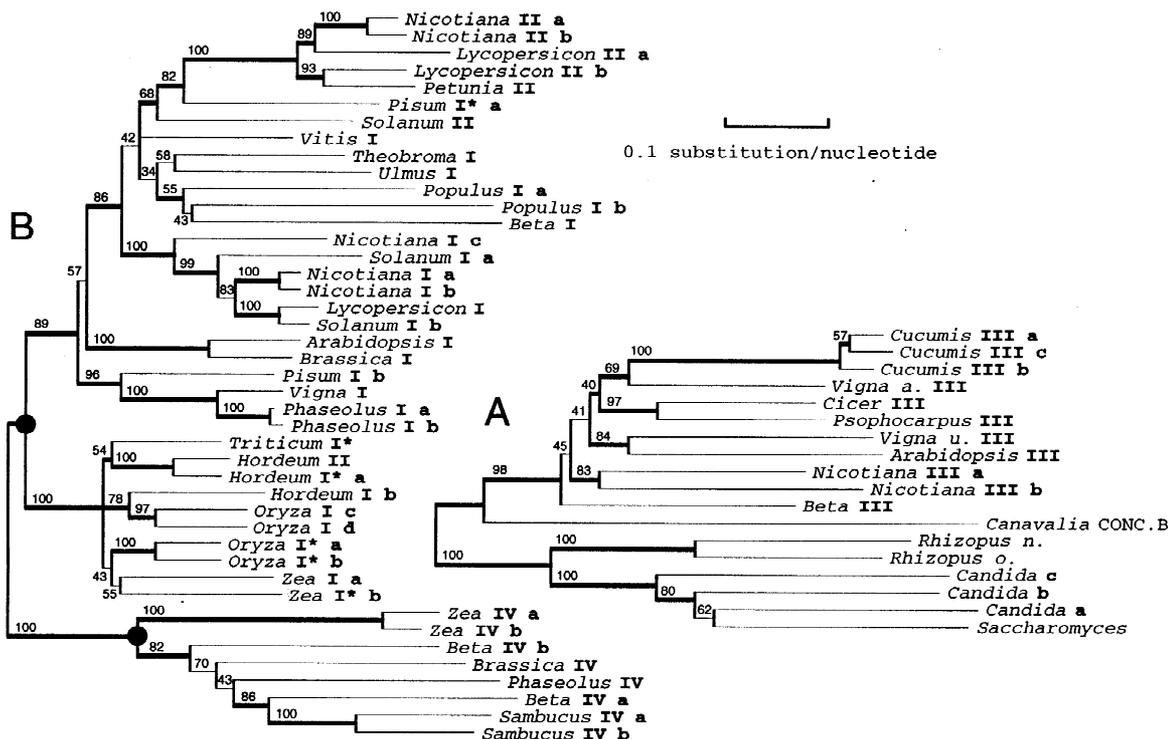 100
Nicotiana II a
89
Nicotiana II b
100
Lycopersicon II a
93
Lycopersicon II b
82
Petunia II
68
Pisum I* a
Solanum II
42
Vitis I
0.1 substitution/nucleotide
58
Theobroma I
34
Ulmus I
55
Populus I a
86
Populus I b
43
Beta I
B
100
Nicotiana I c
99
Solanum I a
57
100
Nicotiana I a
83
Nicotiana I b
100
Lycopersicon I
89
Solanum I b
100
Arabidopsis I
Brassica I
96
Pisum I b
100
Vigna I
100
Phaseolus I a
Phaseolus I b
54
Triticum I*
100
Hordeum II
Hordeum I* a
100
78
Hordeum I b
97
Oryza I c
Oryza I d
100
Oryza I* a
Oryza I* b
43
Zea I a
55
Zea I* b
100
100
Zea IV a
Zea IV b
82
Beta IV b
70
Brassica IV
43
Phaseolus IV
86
Beta IV a
100
Sambucus IV a
Sambucus IV b
A
57
Cucumis III a
100
Cucumis III c
69
Cucumis III b
40
Vigna a. III
97
Cicer III
41
Psophocarpus III
84
Vigna u. III
45
Arabidopsis III
98
83
Nicotiana III a
Nicotiana III b
Beta III
Canavalia CONC.B
100
100
Rhizopus n.
Rhizopus o.
100
Candida c
80
Candida b
62
Candida a
Saccharomyces